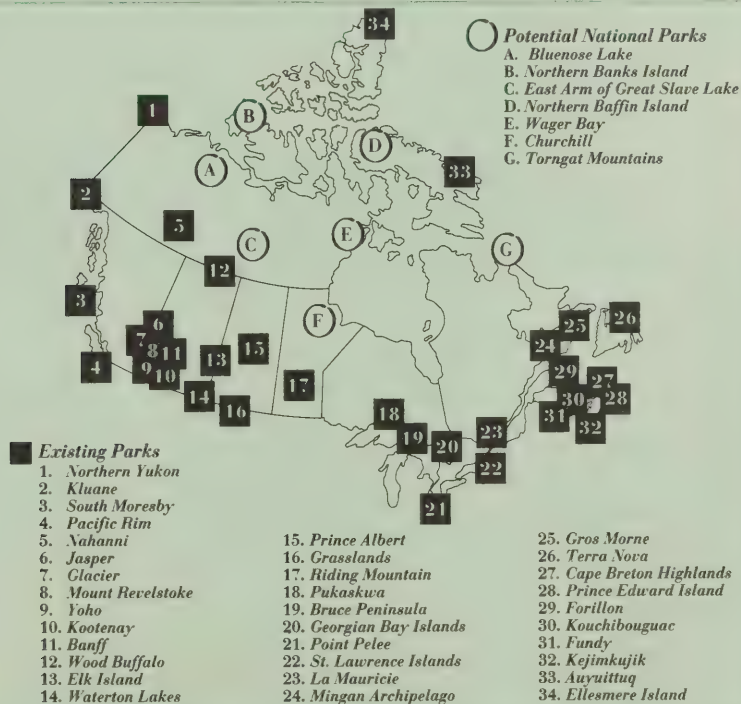 Potential National Parks
A. Bluenose Lake
B. Northern Banks Island
C. East Arm of Great Slave Lake
D. Northern Baffin Island
E. Wager Bay
F. Churchill
G. Torngat Mountains
34
1
B
D
A
33
2
5
C
E
G
12
3
F
6
25
26
7
8
11
13
15
24
4
9
10
29
27
14
16
17
30
28
18
31
32
19
20
23
22
21
Existing Parks
1. Northern Yukon
2. Kluane
3. South Moresby
4. Pacific Rim
5. Nahanni
6. Jasper
7. Glacier
8. Mount Revelstoke
9. Yoho
10. Kootenay
11. Banff
12. Wood Buffalo
13. Elk Island
14. Waterton Lakes
15. Prince Albert
16. Grasslands
17. Riding Mountain
18. Pukaskwa
19. Bruce Peninsula
20. Georgian Bay Islands
21. Point Pelee
22. St. Lawrence Islands
23. La Mauricie
24. Mingan Archipelago
25. Gros Morne
26. Terra Nova
27. Cape Breton Highlands
28. Prince Edward Island
29. Forillon
30. Kouchibouguac
31. Fundy
32. Kejimkujik
33. Auyuittuq
34. Ellesmere Island